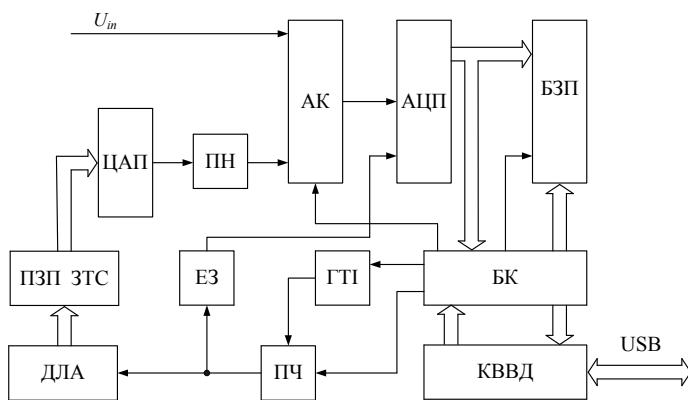 U_in
АК
АЦП
БЗП
ЦАП
ПН
ПЗП ЗТС
ЕЗ
ГТІ
БК
USB
ДЛА
ПЧ
КВВД